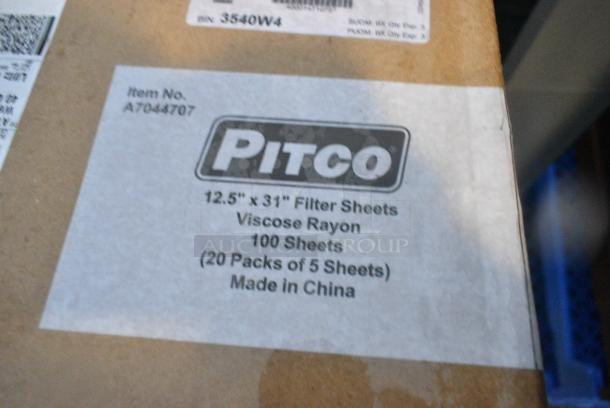 BIN: 3540W4
Item No.
A7044707
PITCO
12.5" x 31" Filter Sheets
Viscose Rayon
100 Sheets
(20 Packs of 5 Sheets)
Made in China